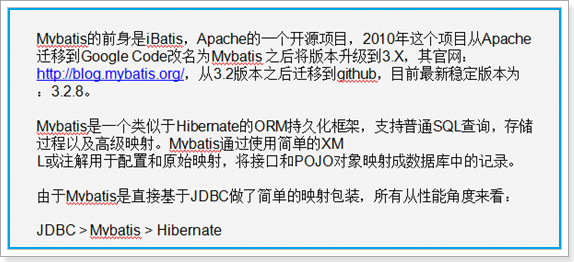 Mybatis的前身是iBatis，Apache的一个开源项目，2010年这个项目从Apache
迁移到Google Code改名为Mybatis 之后将版本升级到3.X，其官网：
http://blog.mybatis.org/，从3.2版本之后迁移到github，目前最新稳定版本为
：3.2.8。
Mybatis是一个类似于Hibernate的ORM持久化框架，支持普通SQL查询，存储
过程以及高级映射。Mybatis通过使用简单的XM
L或注解用于配置和原始映射，将接口和POJO对象映射成数据库中的记录。
由于Mybatis是直接基于JDBC做了简单的映射包装，所有从性能角度来看：
JDBC > Mybatis > Hibernate